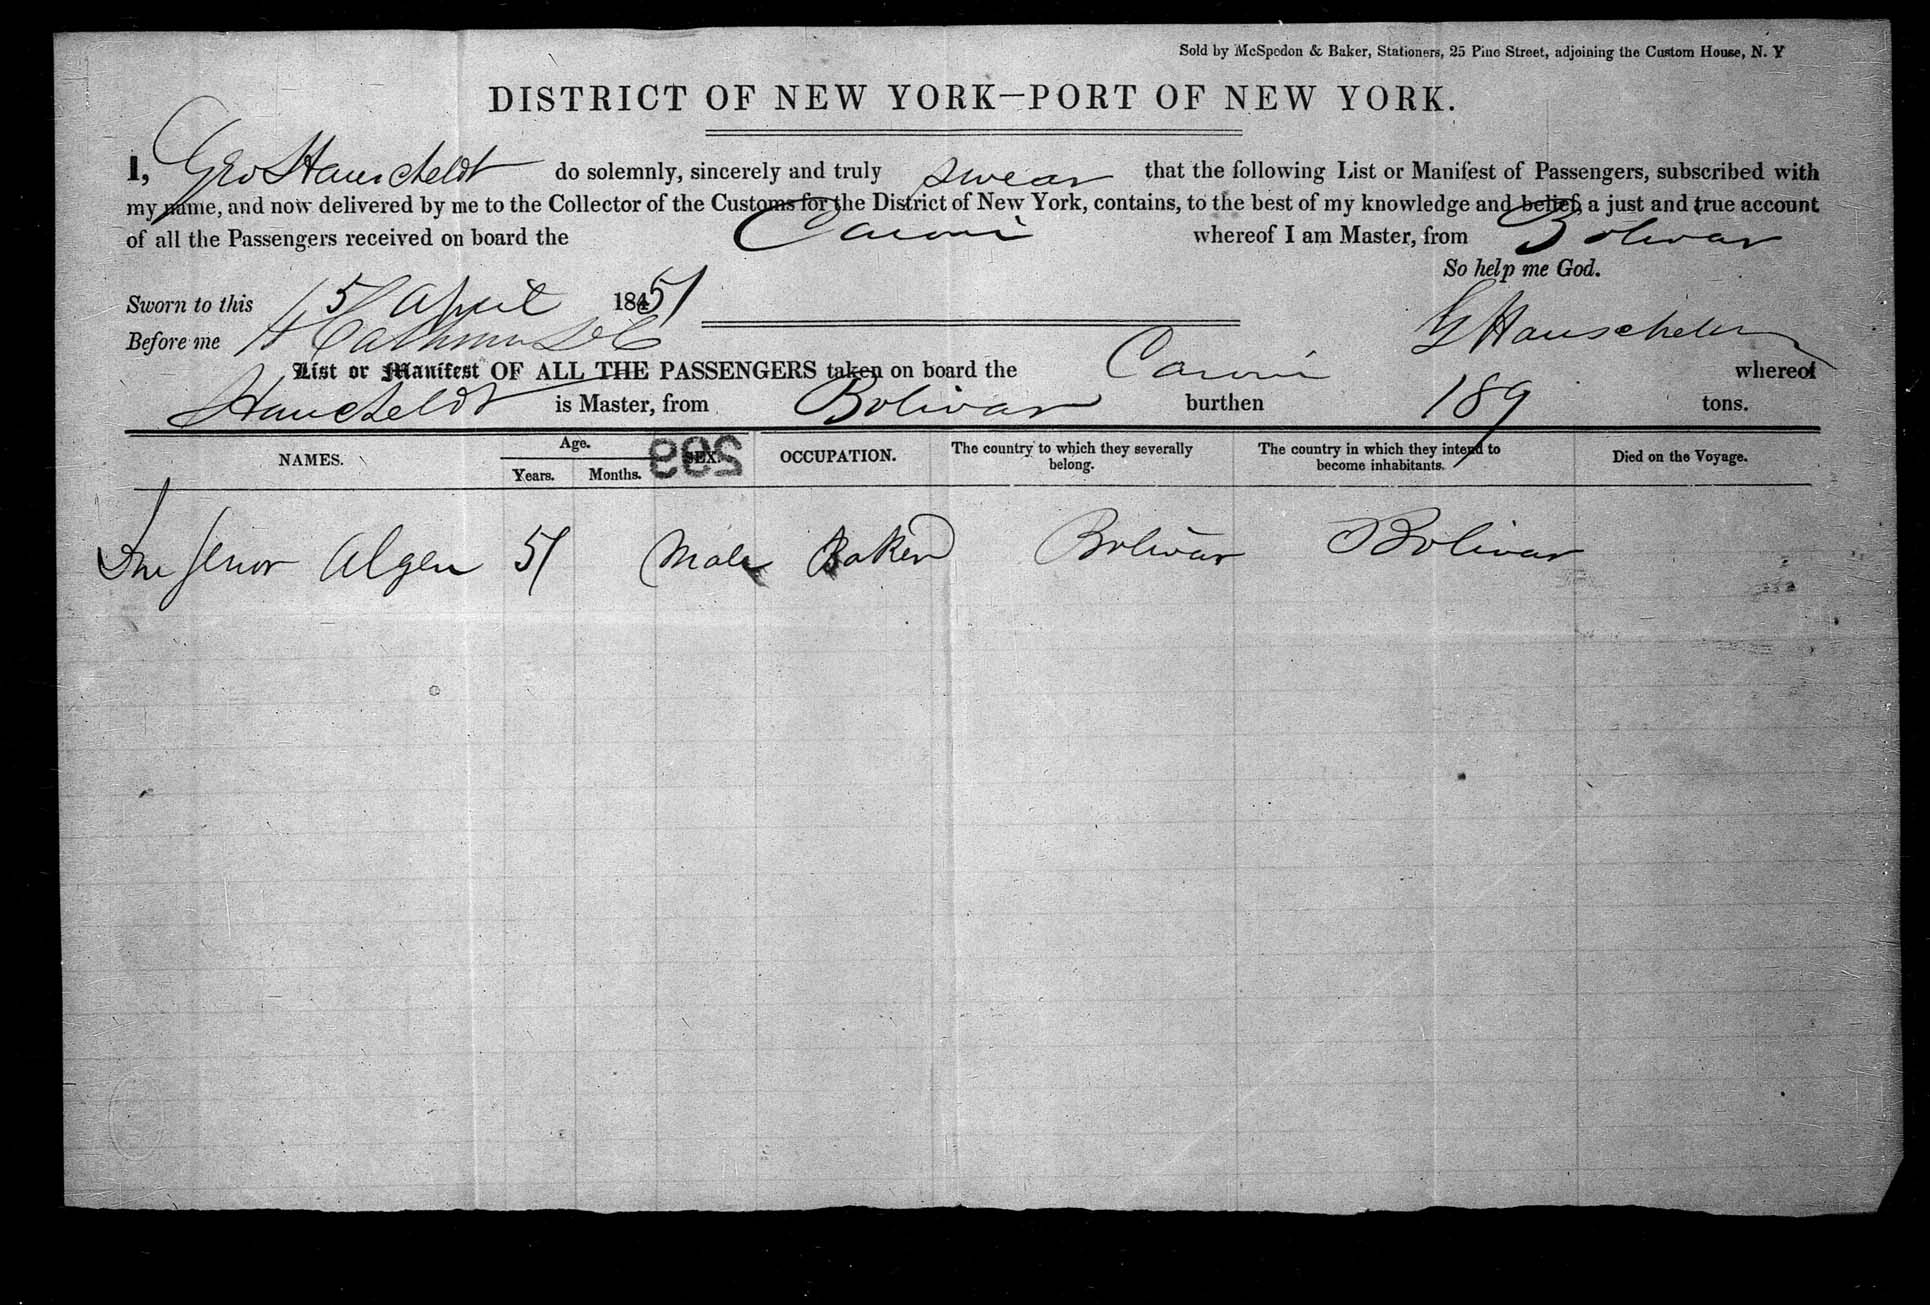 Sold by McSpedon & Baker, Stationers, 25 Pine Street, adjoining the Custom House, N. Y
DISTRICT OF NEW YORK—PORT OF NEW YORK.
I, Geo Hauscheldt do solemnly, sincerely and truly swear that the following List or Manifest of Passengers, subscribed with
my name, and now delivered by me to the Collector of the Customs for the District of New York, contains, to the best of my knowledge and belief, a just and true account
of all the Passengers received on board the Caroni whereof I am Master, from Bolivar
So help me God.
Sworn to this 15 April 1851
Before me
List or Manifest OF ALL THE PASSENGERS taken on board the Caroni whereof
Haucheldt is Master, from Bolivar burthen 189 tons.
NAMES. Age. Years. Months. SEX. OCCUPATION. The country to which they severally belong. The country in which they intend to become inhabitants. Died on the Voyage.
298
Algen 51 Male Baker Bolivar Bolivar